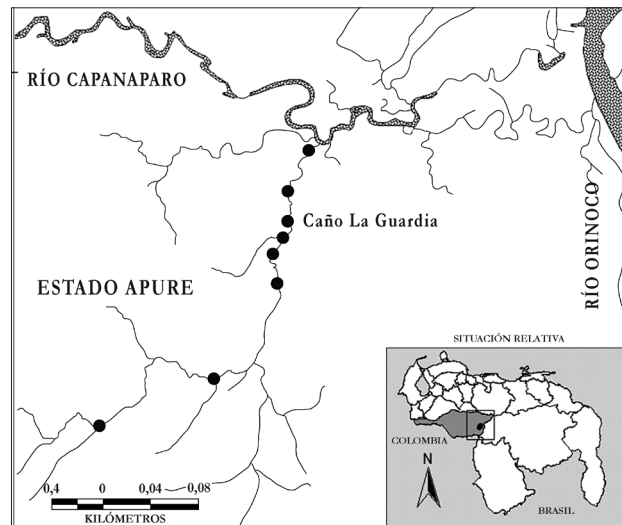 RÍO CAPANAPARO
Caño La Guardia
RÍO ORINOCO
ESTADO APURE
SITUACIÓN RELATIVA
COLOMBIA
N
BRASIL
0,4 0 0,04 0,08
KILÓMETROS